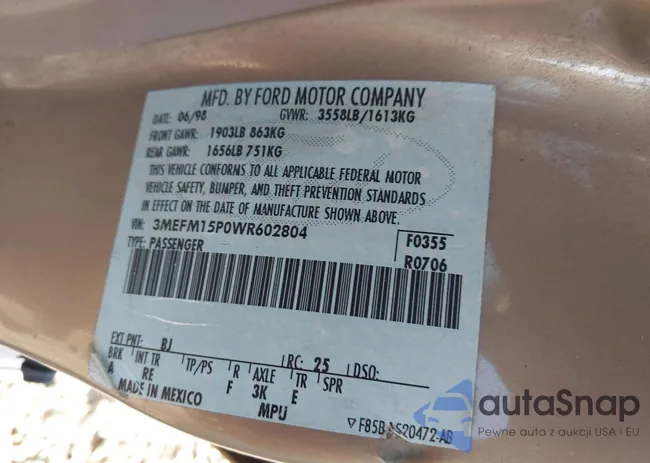 MFD. BY FORD MOTOR COMPANY
DATE: 06/98 GVWR: 3558LB/1613KG
FRONT GAWR: 1903LB 863KG
REAR GAWR: 1656LB 751KG
THIS VEHICLE CONFORMS TO ALL APPLICABLE FEDERAL MOTOR
VEHICLE SAFETY, BUMPER, AND THEFT PREVENTION STANDARDS
IN EFFECT ON THE DATE OF MANUFACTURE SHOWN ABOVE.
VIN: 3MEFM15P0WR602804 F0355
TYPE: PASSENGER R0706
EXT PNT: BJ RC: 25 DSO:
BRK INT TR TP/PS R AXLE TR SPR
A RE F 3K E
MADE IN MEXICO MPU
autoSnap
Pewne auto z aukcji USA i EU